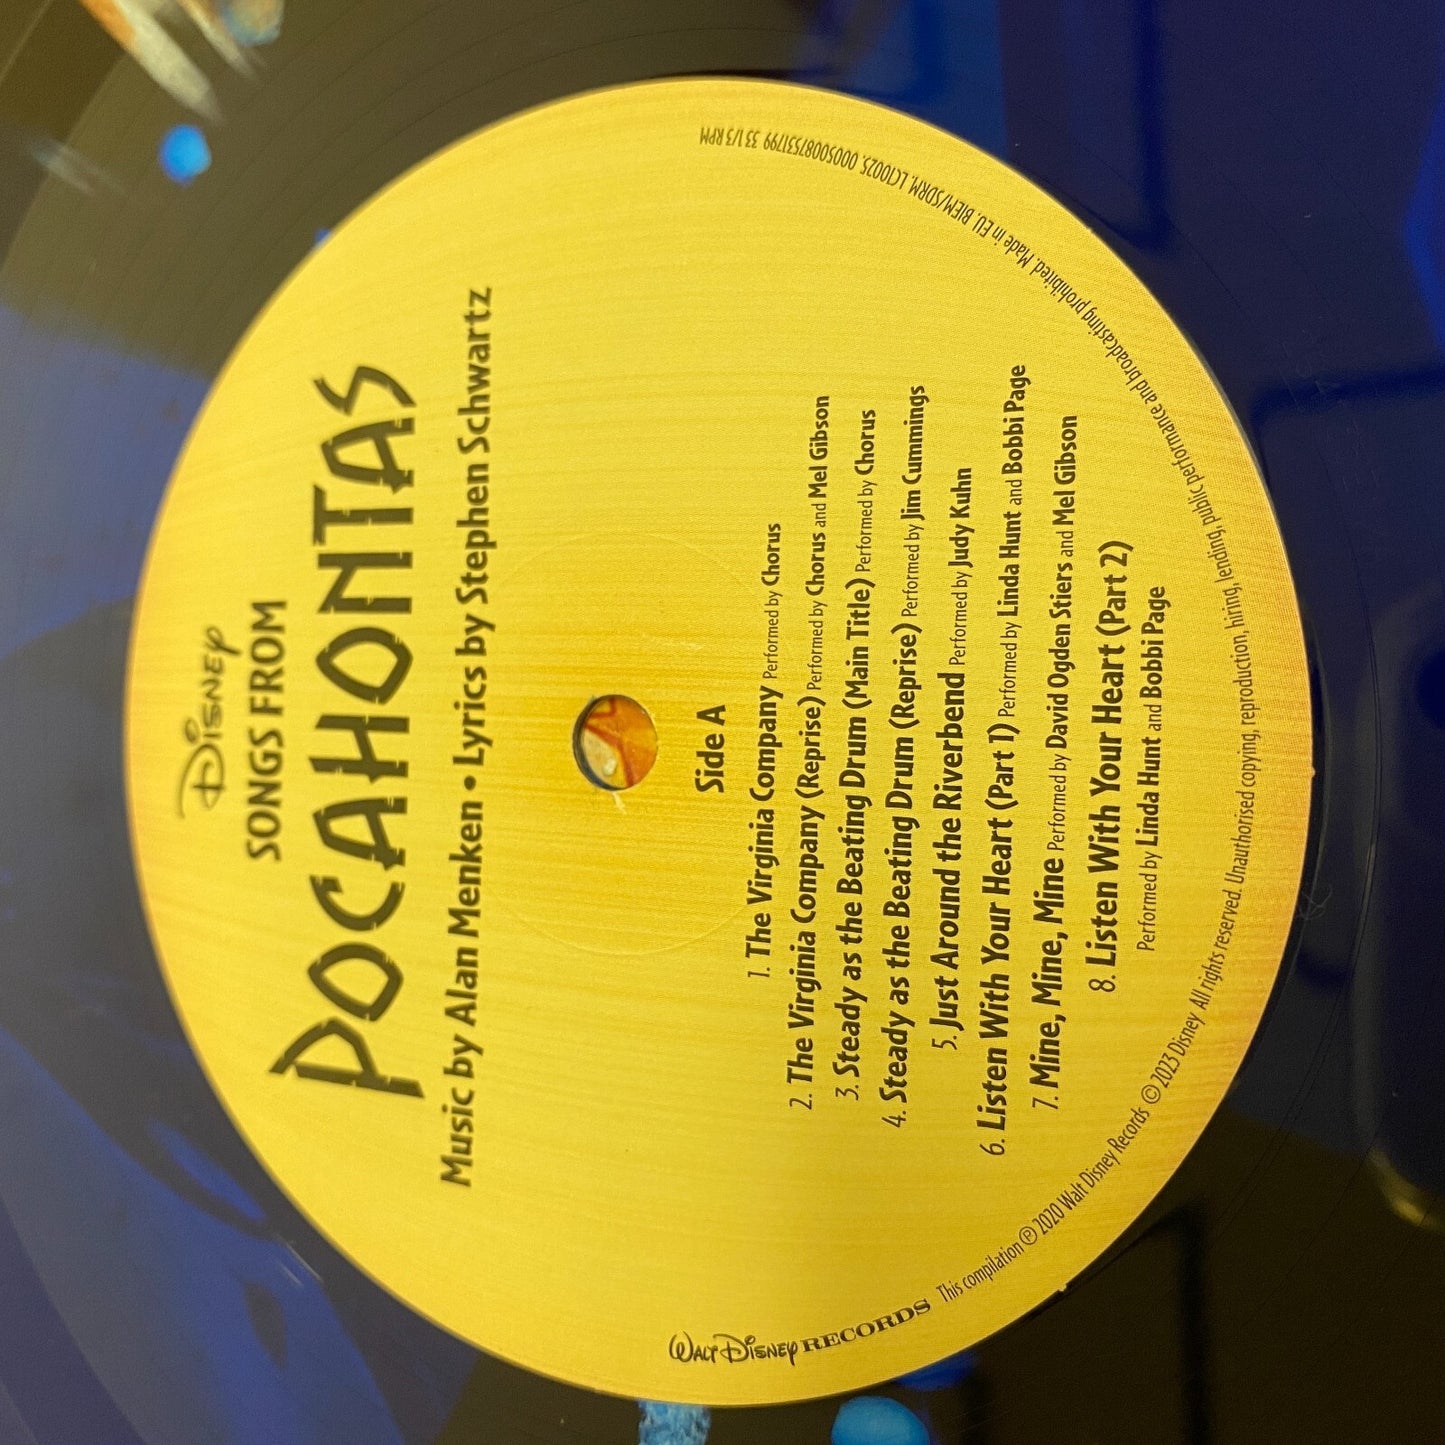 Disney
SONGS FROM
POCAHONTAS
Music by Alan Menken • Lyrics by Stephen Schwartz
Side A
1. The Virginia Company Performed by Chorus
2. The Virginia Company (Reprise) Performed by Chorus and Mel Gibson
3. Steady as the Beating Drum (Main Title) Performed by Chorus
4. Steady as the Beating Drum (Reprise) Performed by Jim Cummings
5. Just Around the Riverbend Performed by Judy Kuhn
6. Listen With Your Heart (Part 1) Performed by Linda Hunt and Bobbi Page
7. Mine, Mine, Mine Performed by David Ogden Stiers and Mel Gibson
8. Listen With Your Heart (Part 2)
Performed by Linda Hunt and Bobbi Page
WALT DISNEY RECORDS This compilation ℗ 2020 Walt Disney Records © 2023 Disney All rights reserved. Unauthorised copying, reproduction, hiring, lending, public performance and broadcasting prohibited. Made in EU. BIEM/SDRM, LC10025, 00050087531799 33 1/3 RPM